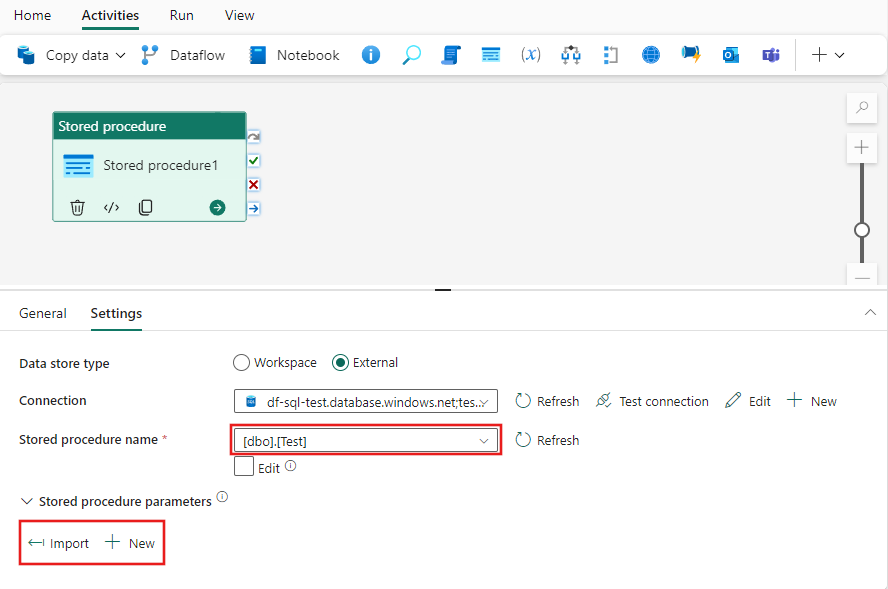 Home Activities Run View
Copy data Dataflow Notebook (x)
Stored procedure
Stored procedure1
General Settings
Data store type Workspace External
Connection df-sql-test.database.windows.net;tes... Refresh Test connection Edit New
Stored procedure name * [dbo].[Test] Refresh
Edit
Stored procedure parameters
Import New